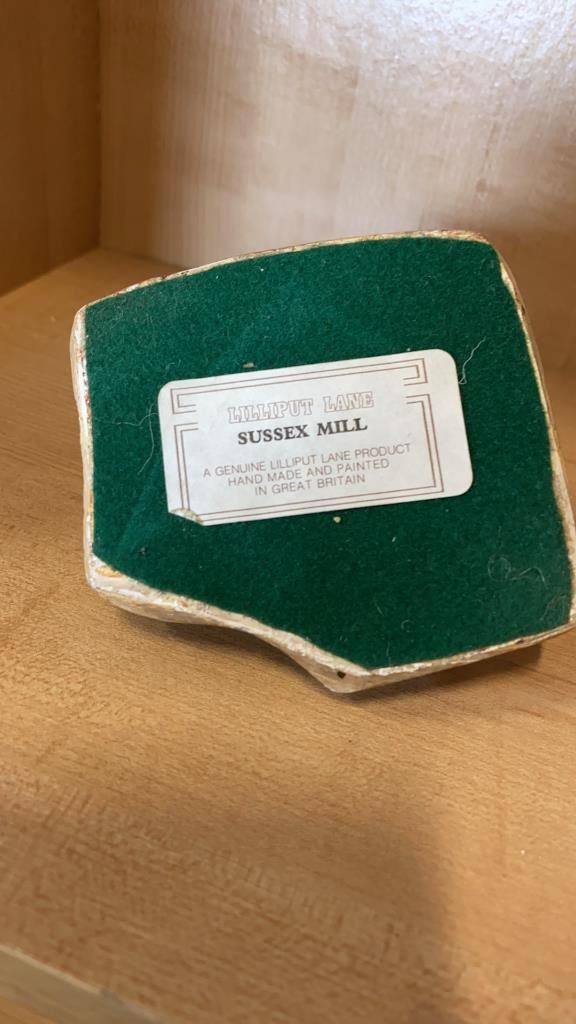 LILLIPUT LANE
SUSSEX MILL
A GENUINE LILLIPUT LANE PRODUCT
HAND MADE AND PAINTED
IN GREAT BRITAIN